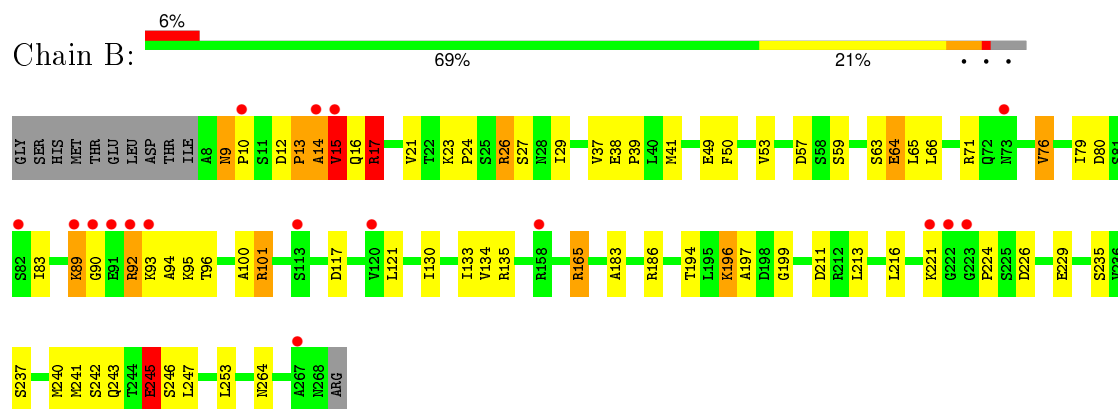 6%
Chain B:
69% 21% • • •
GLY SER HIS MET THR GLU LEU ASP THR THR ILE A8 N9 P10 S11 D12 P13 A14 V15 Q16 R17 V21 T22 K23 P24 S25 R26 S27 N28 I29 V37 E38 P39 L40 M41 E49 F50 V53 D57 S58 S59 S63 E64 L65 L66 R71 Q72 N73 V76 I79 D80 S81
S82 I83 K89 G90 E91 R92 K93 A94 K95 T96 A100 R101 S113 D117 V120 L121 I130 I133 V134 R135 R158 R165 A183 R186 T194 L195 K196 A197 D198 G199 D211 R212 L213 L216 K221 G222 G223 P224 S225 D226 E229 S235 V236
S237 M240 M241 S242 Q243 T244 E245 S246 L247 L253 N264 A267 N268 ARG